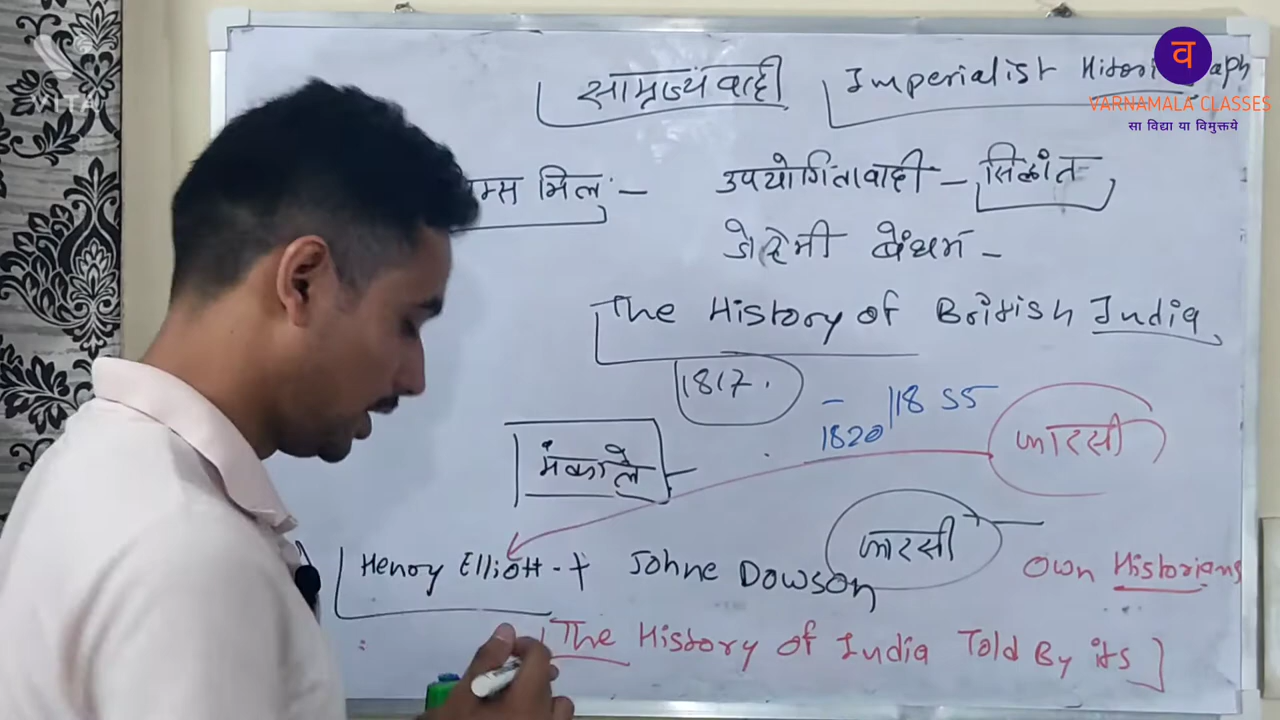 साम्राज्यवादी Imperialist
व
VARNAMALA CLASSES
सा विद्या या विमुक्तये
म्स मिल - उपयोगितावादी - सिद्धांत
जेरेमी बेंथम -
The History of British India
1817. - 1820 1855
फारसी
मैकाले -
फारसी
Henry Elliott - + Johne Dowson
Own Historians
The History of India Told By its